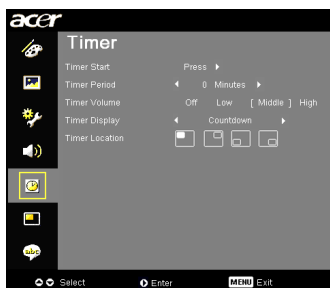 acer
Timer
Timer Start Press
Timer Period 0 Minutes
Timer Volume Off Low [ Middle ] High
Timer Display Countdown
Timer Location
abc
Select Enter MENU Exit